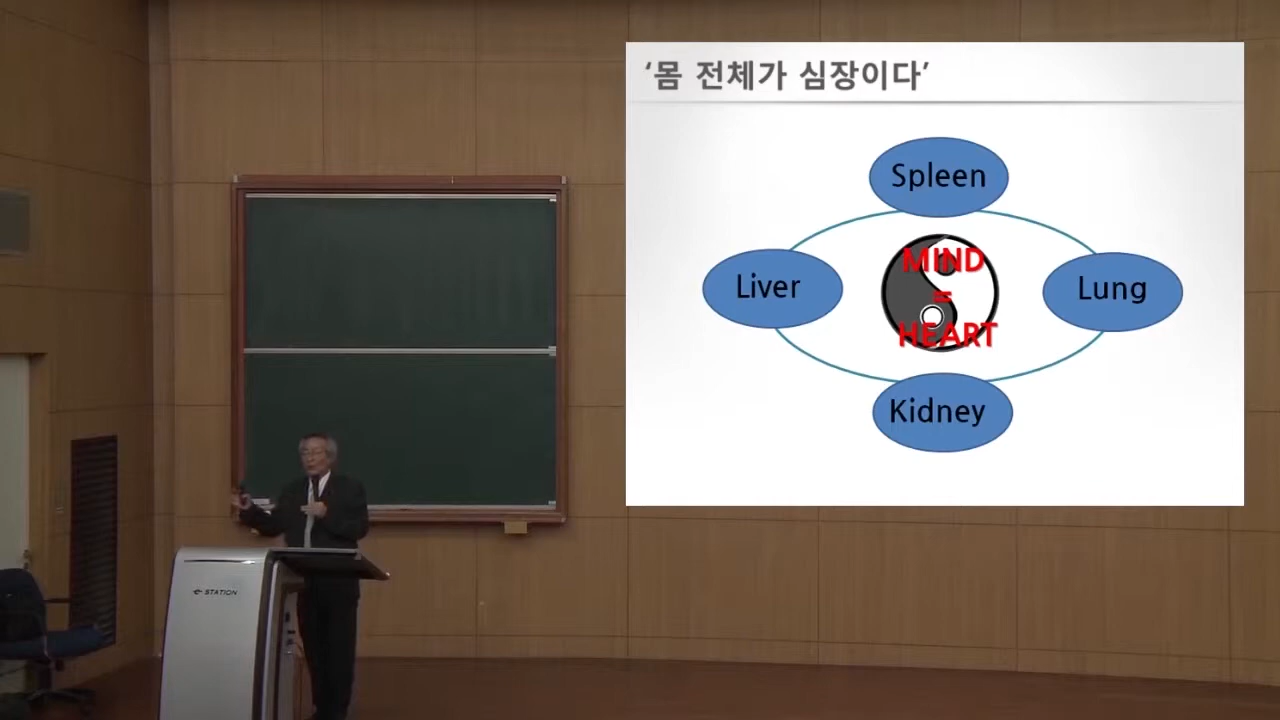 ‘몸 전체가 심장이다’
Spleen
MIND
=
HEART
Liver
Lung
Kidney
STATION